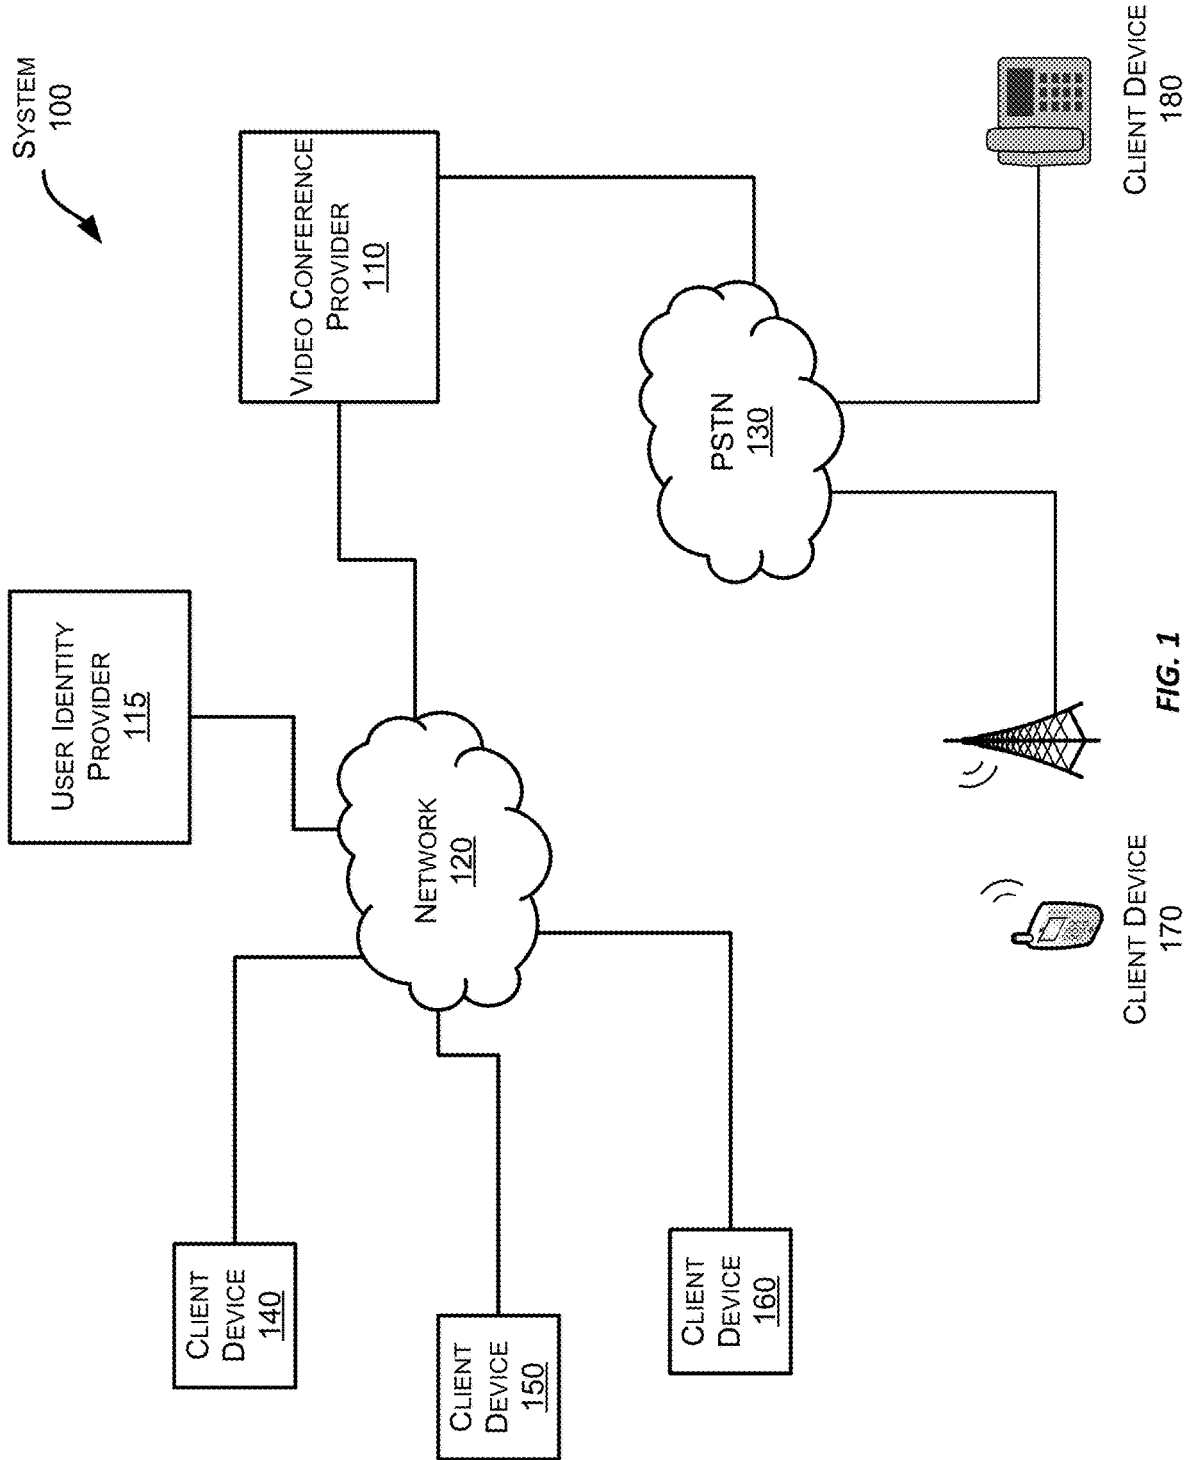 SYSTEM
100
USER IDENTITY
PROVIDER
115
VIDEO CONFERENCE
PROVIDER
110
CLIENT
DEVICE
140
NETWORK
120
CLIENT
DEVICE
150
PSTN
130
CLIENT
DEVICE
160
CLIENT DEVICE
170
CLIENT DEVICE
180
FIG. 1